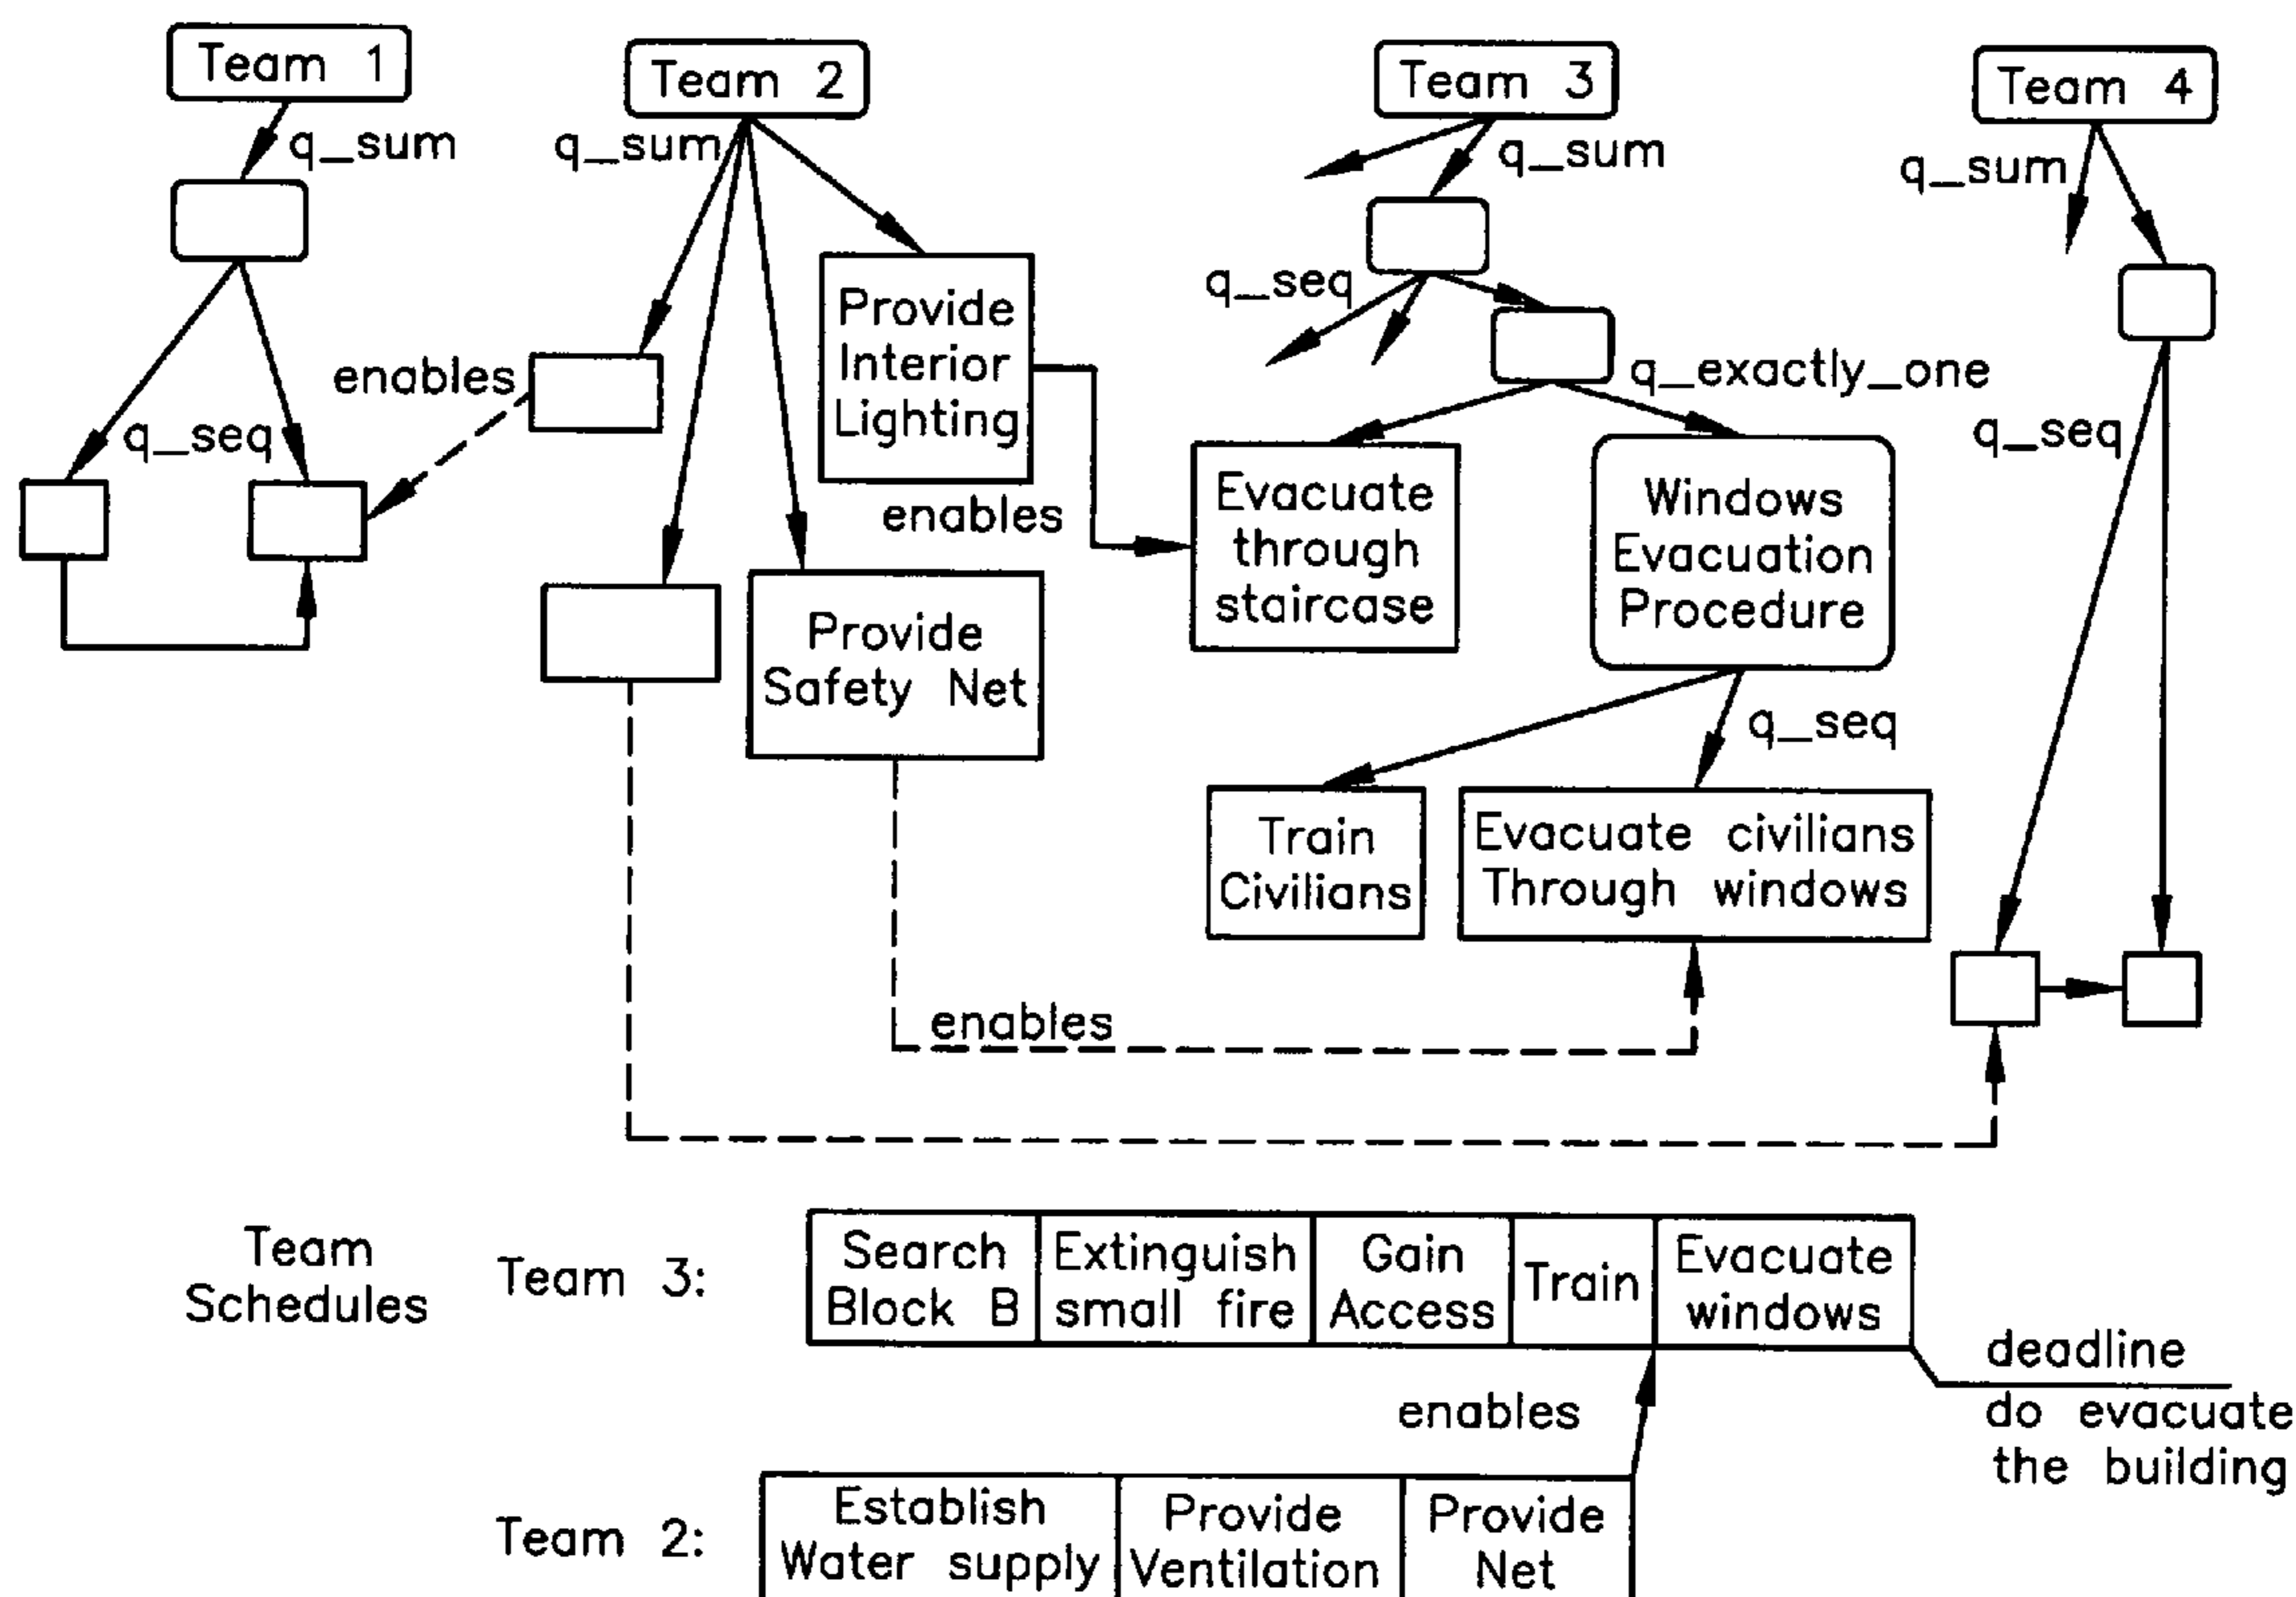 Team 1
Team 2
Team 3
Team 4
q_sum
q_sum
q_sum
q_sum
Provide
Interior
Lighting
q_seq
enables
q_exactly_one
q_seq
q_seq
enables
Evacuate
through
staircase
Windows
Evacuation
Procedure
Provide
Safety Net
q_seq
Train
Civilians
Evacuate civilians
Through windows
enables
Team
Schedules
Team 3:
Search
Block B
Extinguish
small fire
Gain
Access
Train
Evacuate
windows
deadline
do evacuate
the building
enables
Team 2:
Establish
Water supply
Provide
Ventilation
Provide
Net